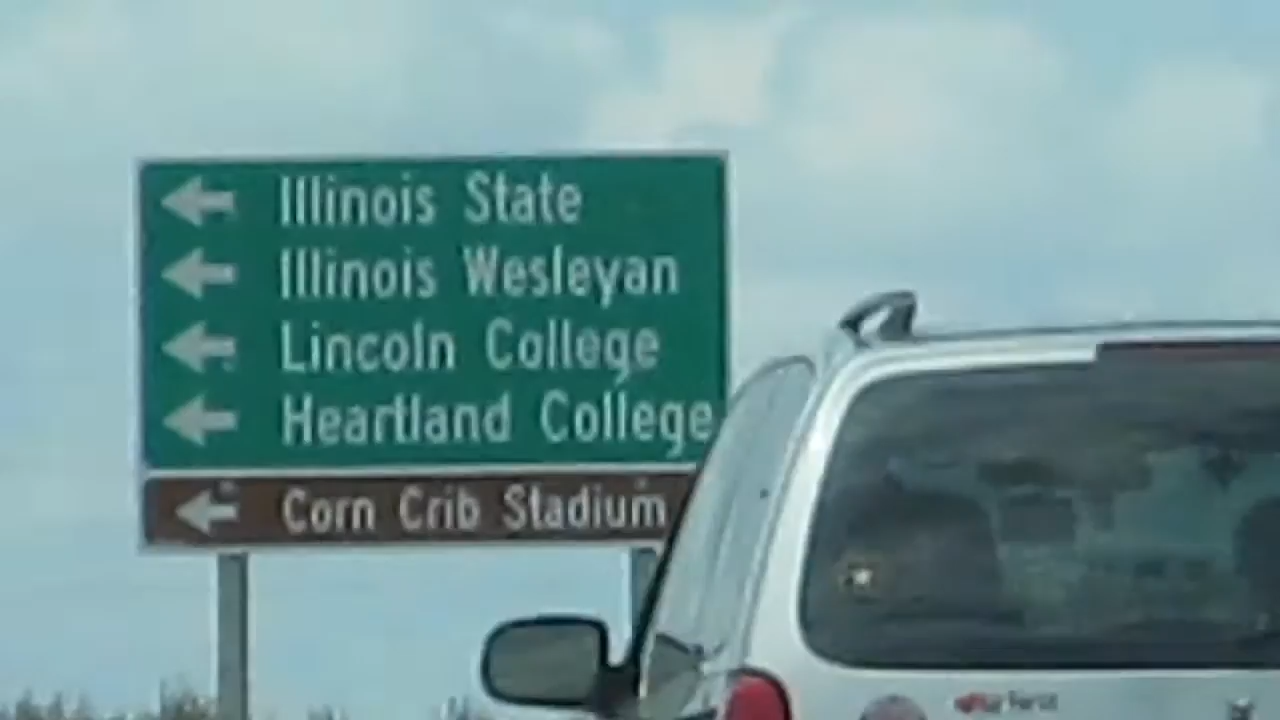 Illinois State
Illinois Wesleyan
Lincoln College
Heartland College
Corn Crib Stadium